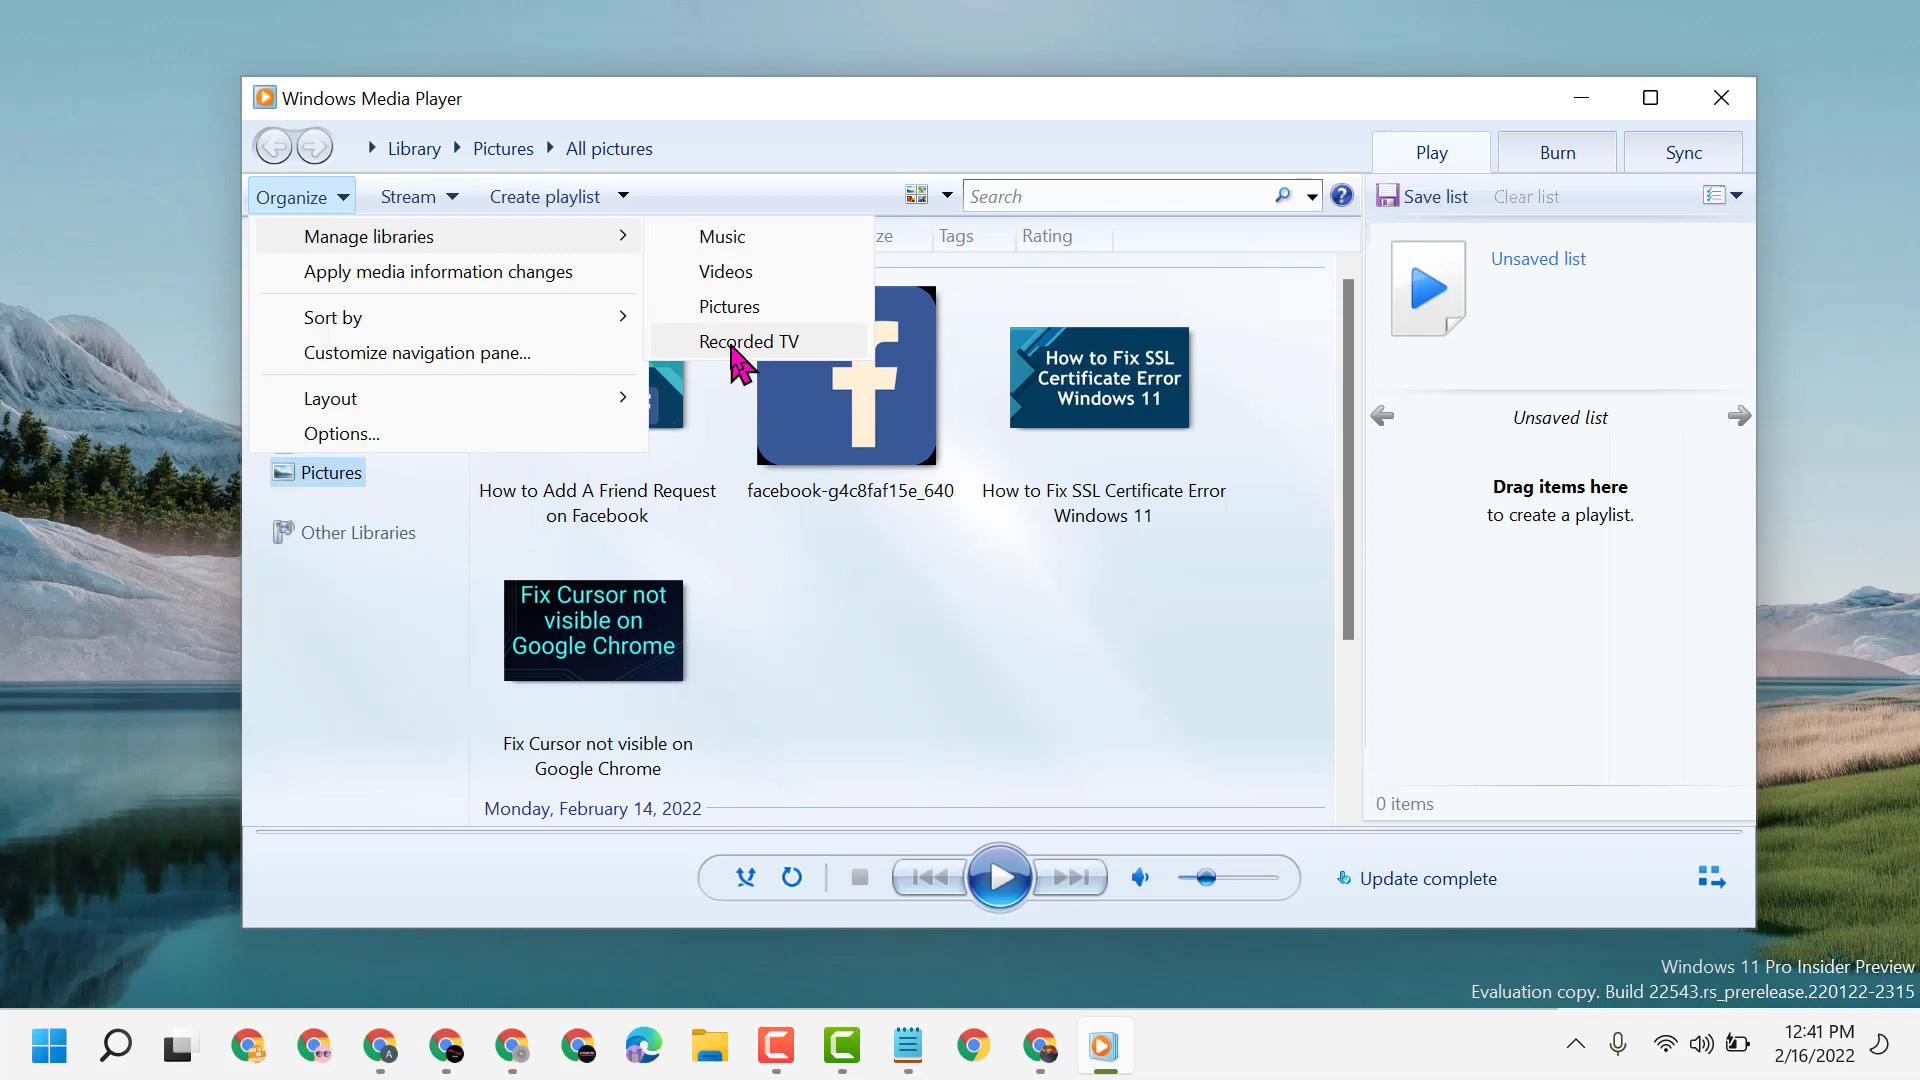 Windows Media Player
Library Pictures All pictures
Play Burn Sync
Organize Stream Create playlist Search Save list Clear list
Manage libraries
Apply media information changes
Sort by
Customize navigation pane...
Layout
Options...
Music
Videos
Pictures
Recorded TV
ze Tags Rating
Pictures
Other Libraries
How to Add A Friend Request
on Facebook
facebook-g4c8faf15e_640
How to Fix SSL
Certificate Error
Windows 11
How to Fix SSL Certificate Error
Windows 11
Fix Cursor not
visible on
Google Chrome
Fix Cursor not visible on
Google Chrome
Monday, February 14, 2022
Unsaved list
Unsaved list
Drag items here
to create a playlist.
0 items
Update complete
Windows 11 Pro Insider Preview
Evaluation copy. Build 22543.rs_prerelease.220122-2315
12:41 PM
2/16/2022